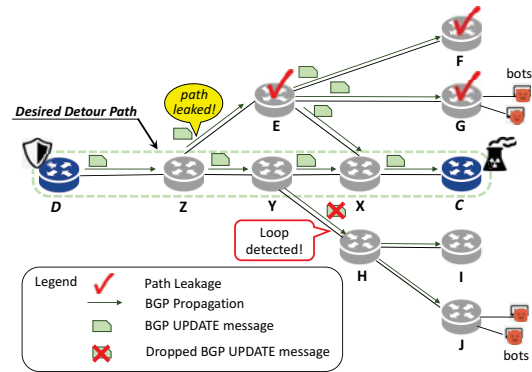 F
path
leaked!
bots
E
G
Desired Detour Path
D
Z
Y
X
C
Loop
detected!
H
I
Legend
Path Leakage
BGP Propagation
BGP UPDATE message
Dropped BGP UPDATE message
J
bots